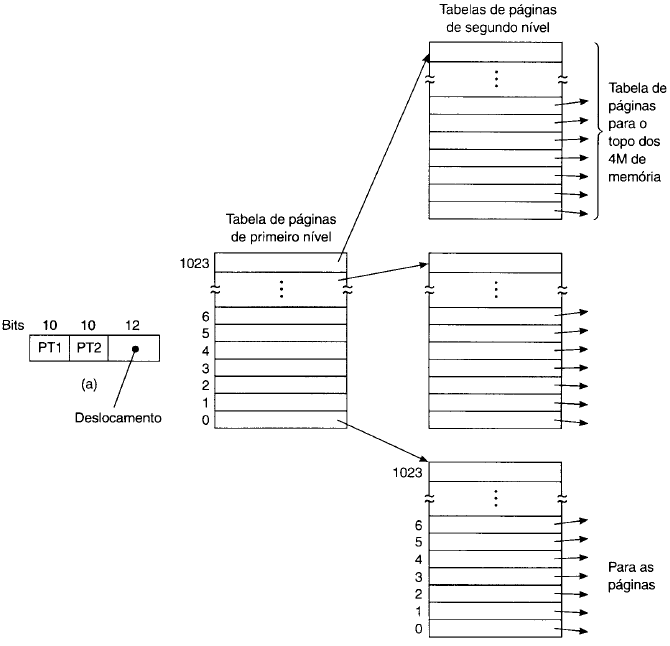 Tabelas de páginas
de segundo nível
Tabela de
páginas
para o
topo dos
4M de
memória
Tabela de páginas
de primeiro nível
1023
6
5
4
3
2
1
0
Bits
10
10
12
PT1
PT2
(a)
Deslocamento
1023
6
5
4
3
2
1
0
Para as
páginas